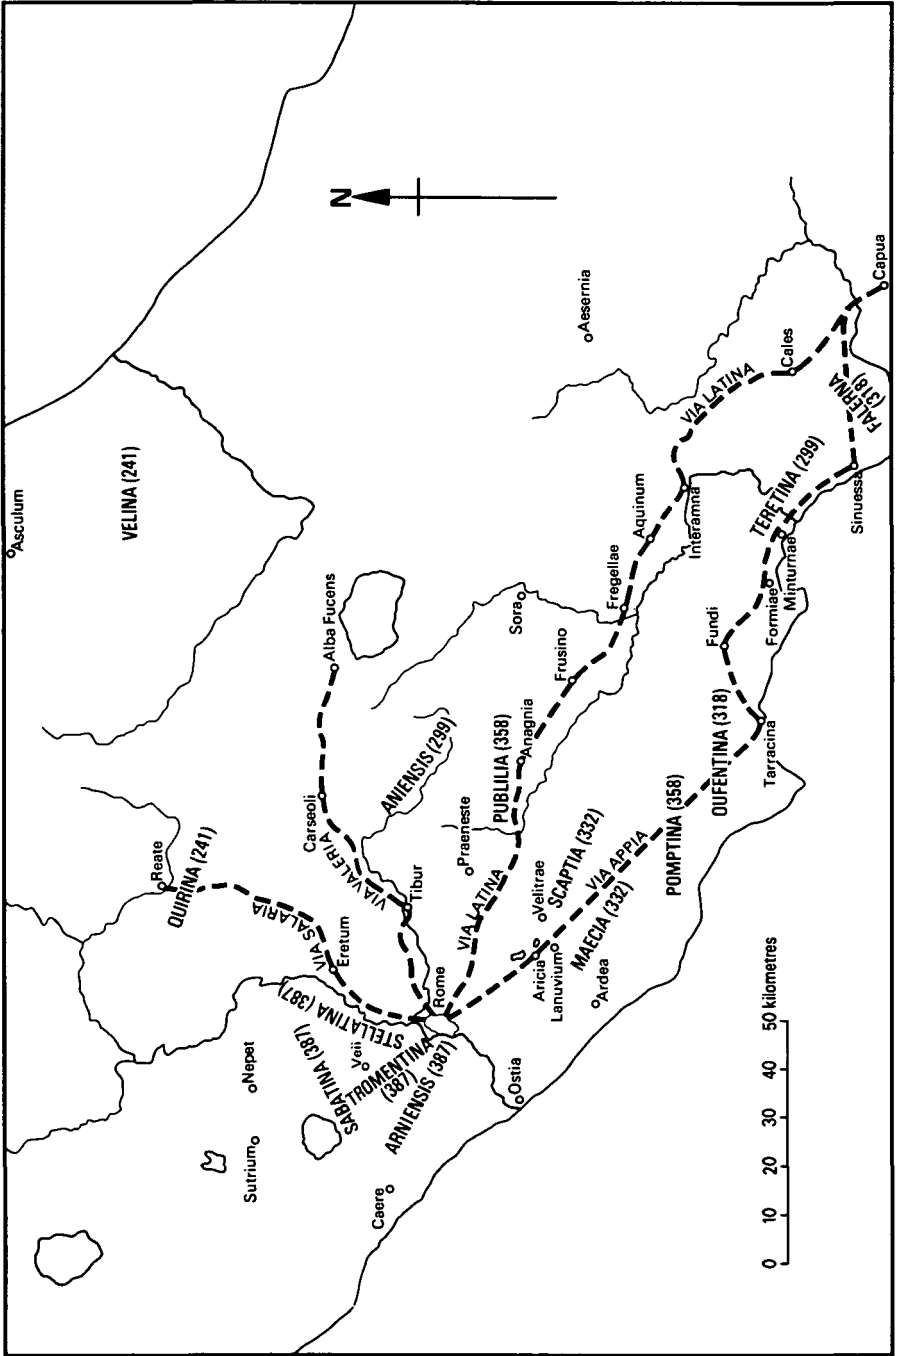 Asculum
VELINA (241)
N
Reate
QUIRINA (241)
VIA SALARIA
Eretum
Carseoli
Alba Fucens
VIA VALERIA
Tibur
ANIENSIS (299)
Nepet
Sutrium
STELLATINA (387)
SABATINA (387)
Veii
TROMENTINA
(387)
ARNIENSIS (387)
Caere
Rome
Ostia
Praeneste
PUBLILIA (358)
Anagnia
VIA LATINA
Sora
Frusino
Fregellae
Aquinum
Interamna
Aesernia
VIA LATINA
Cales
Capua
FALERNA
(318)
Velitrae
SCAPTIA (332)
Aricia
Lanuvium
MAECIA (332)
VIA APPIA
Ardea
POMPTINA (358)
OUFENTINA (318)
Tarracina
Fundi
Formiae
Minturnae
TERETINA (299)
Sinuessa
0 10 20 30 40 50 kilometres